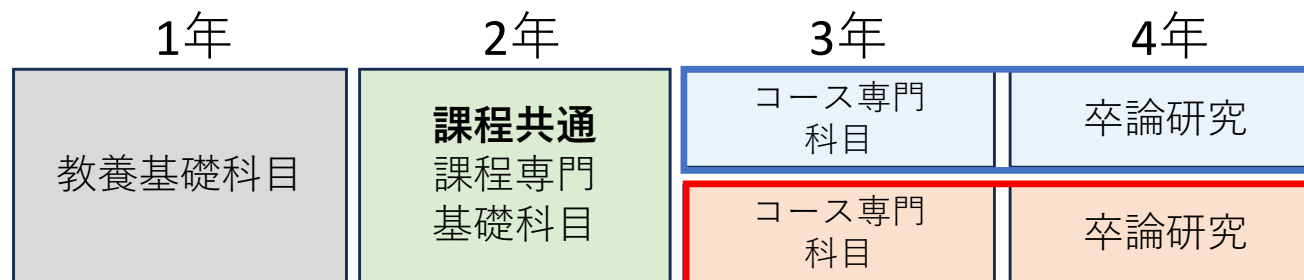 1年
2年
3年
4年
教養基礎科目
課程共通
課程専門
基礎科目
コース専門
科目
卒論研究
コース専門
科目
卒論研究